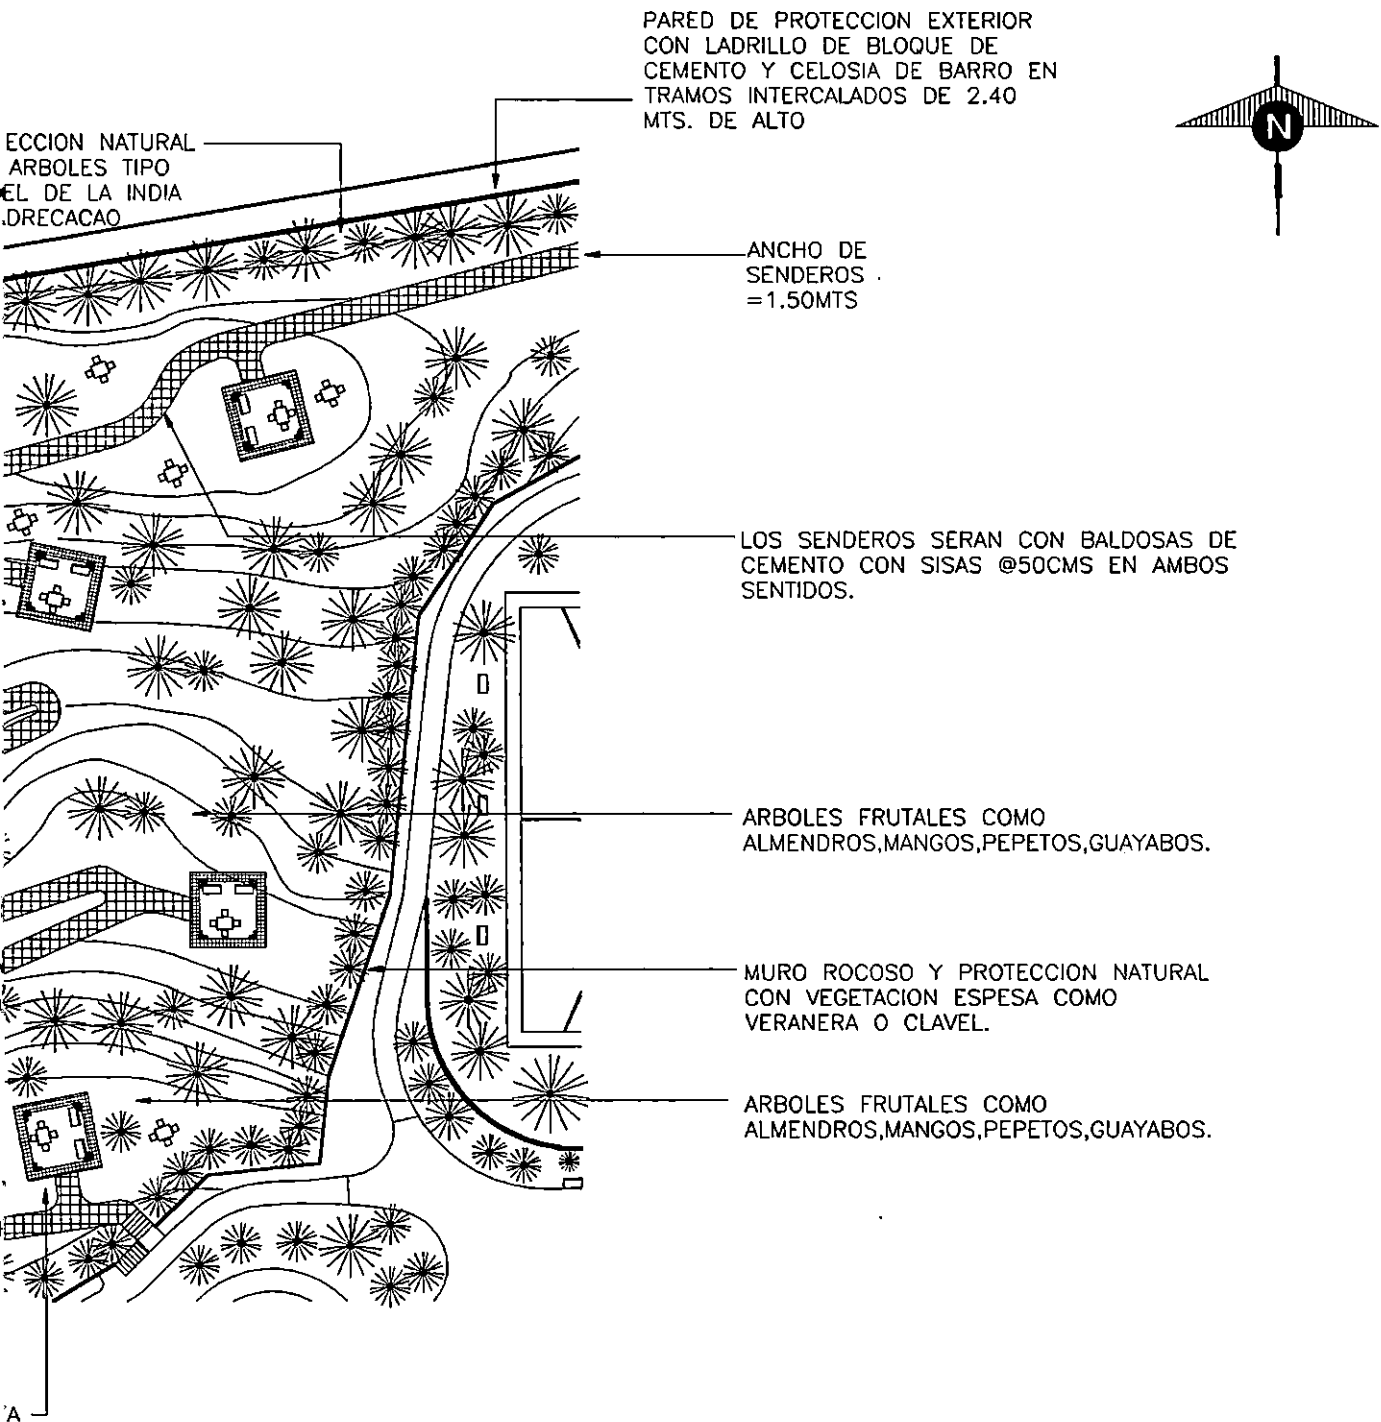 PARED DE PROTECCION EXTERIOR
CON LADRILLO DE BLOQUE DE
CEMENTO Y CELOSIA DE BARRO EN
TRAMOS INTERCALADOS DE 2.40
MTS. DE ALTO
N
ECCION NATURAL
ARBOLES TIPO
EL DE LA INDIA
DRECACAO
ANCHO DE
SENDEROS
=1.50MTS
LOS SENDEROS SERAN CON BALDOSAS DE
CEMENTO CON SISAS @50CMS EN AMBOS
SENTIDOS.
ARBOLES FRUTALES COMO
ALMENDROS,MANGOS,PEPETOS,GUAYABOS.
MURO ROCOSO Y PROTECCION NATURAL
CON VEGETACION ESPESA COMO
VERANERA O CLAVEL.
ARBOLES FRUTALES COMO
ALMENDROS,MANGOS,PEPETOS,GUAYABOS.
A